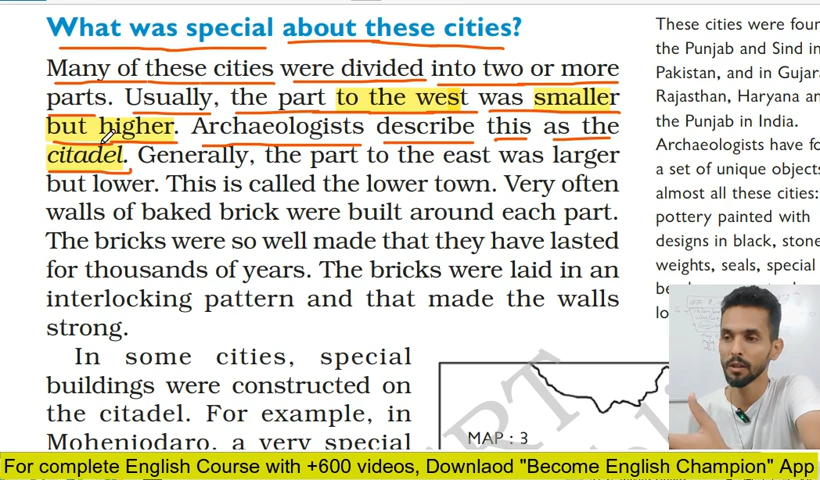 What was special about these cities?
Many of these cities were divided into two or more
parts. Usually, the part to the west was smaller
but higher. Archaeologists describe this as the
citadel. Generally, the part to the east was larger
but lower. This is called the lower town. Very often
walls of baked brick were built around each part.
The bricks were so well made that they have lasted
for thousands of years. The bricks were laid in an
interlocking pattern and that made the walls
strong.
In some cities, special
buildings were constructed on
the citadel. For example, in
Mohenjodaro, a very special
These cities were foun
the Punjab and Sind in
Pakistan, and in Gujara
Rajasthan, Haryana an
the Punjab in India.
Archaeologists have fo
a set of unique objects
almost all these cities:
pottery painted with
designs in black, stone
weights, seals, special
be
lo
MAP : 3
For complete English Course with +600 videos, Downlaod "Become English Champion" App